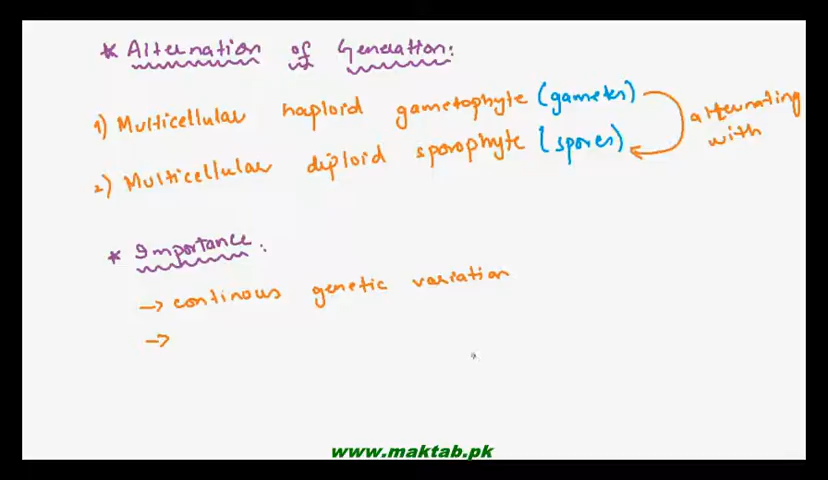 * Alternation of Generation:
1) Multicellular haploid gametophyte (gametes)
2) Multicellular diploid sporophyte (spores)
alternating
with
* Importance:
→ continous genetic variation
→
www.maktab.pk